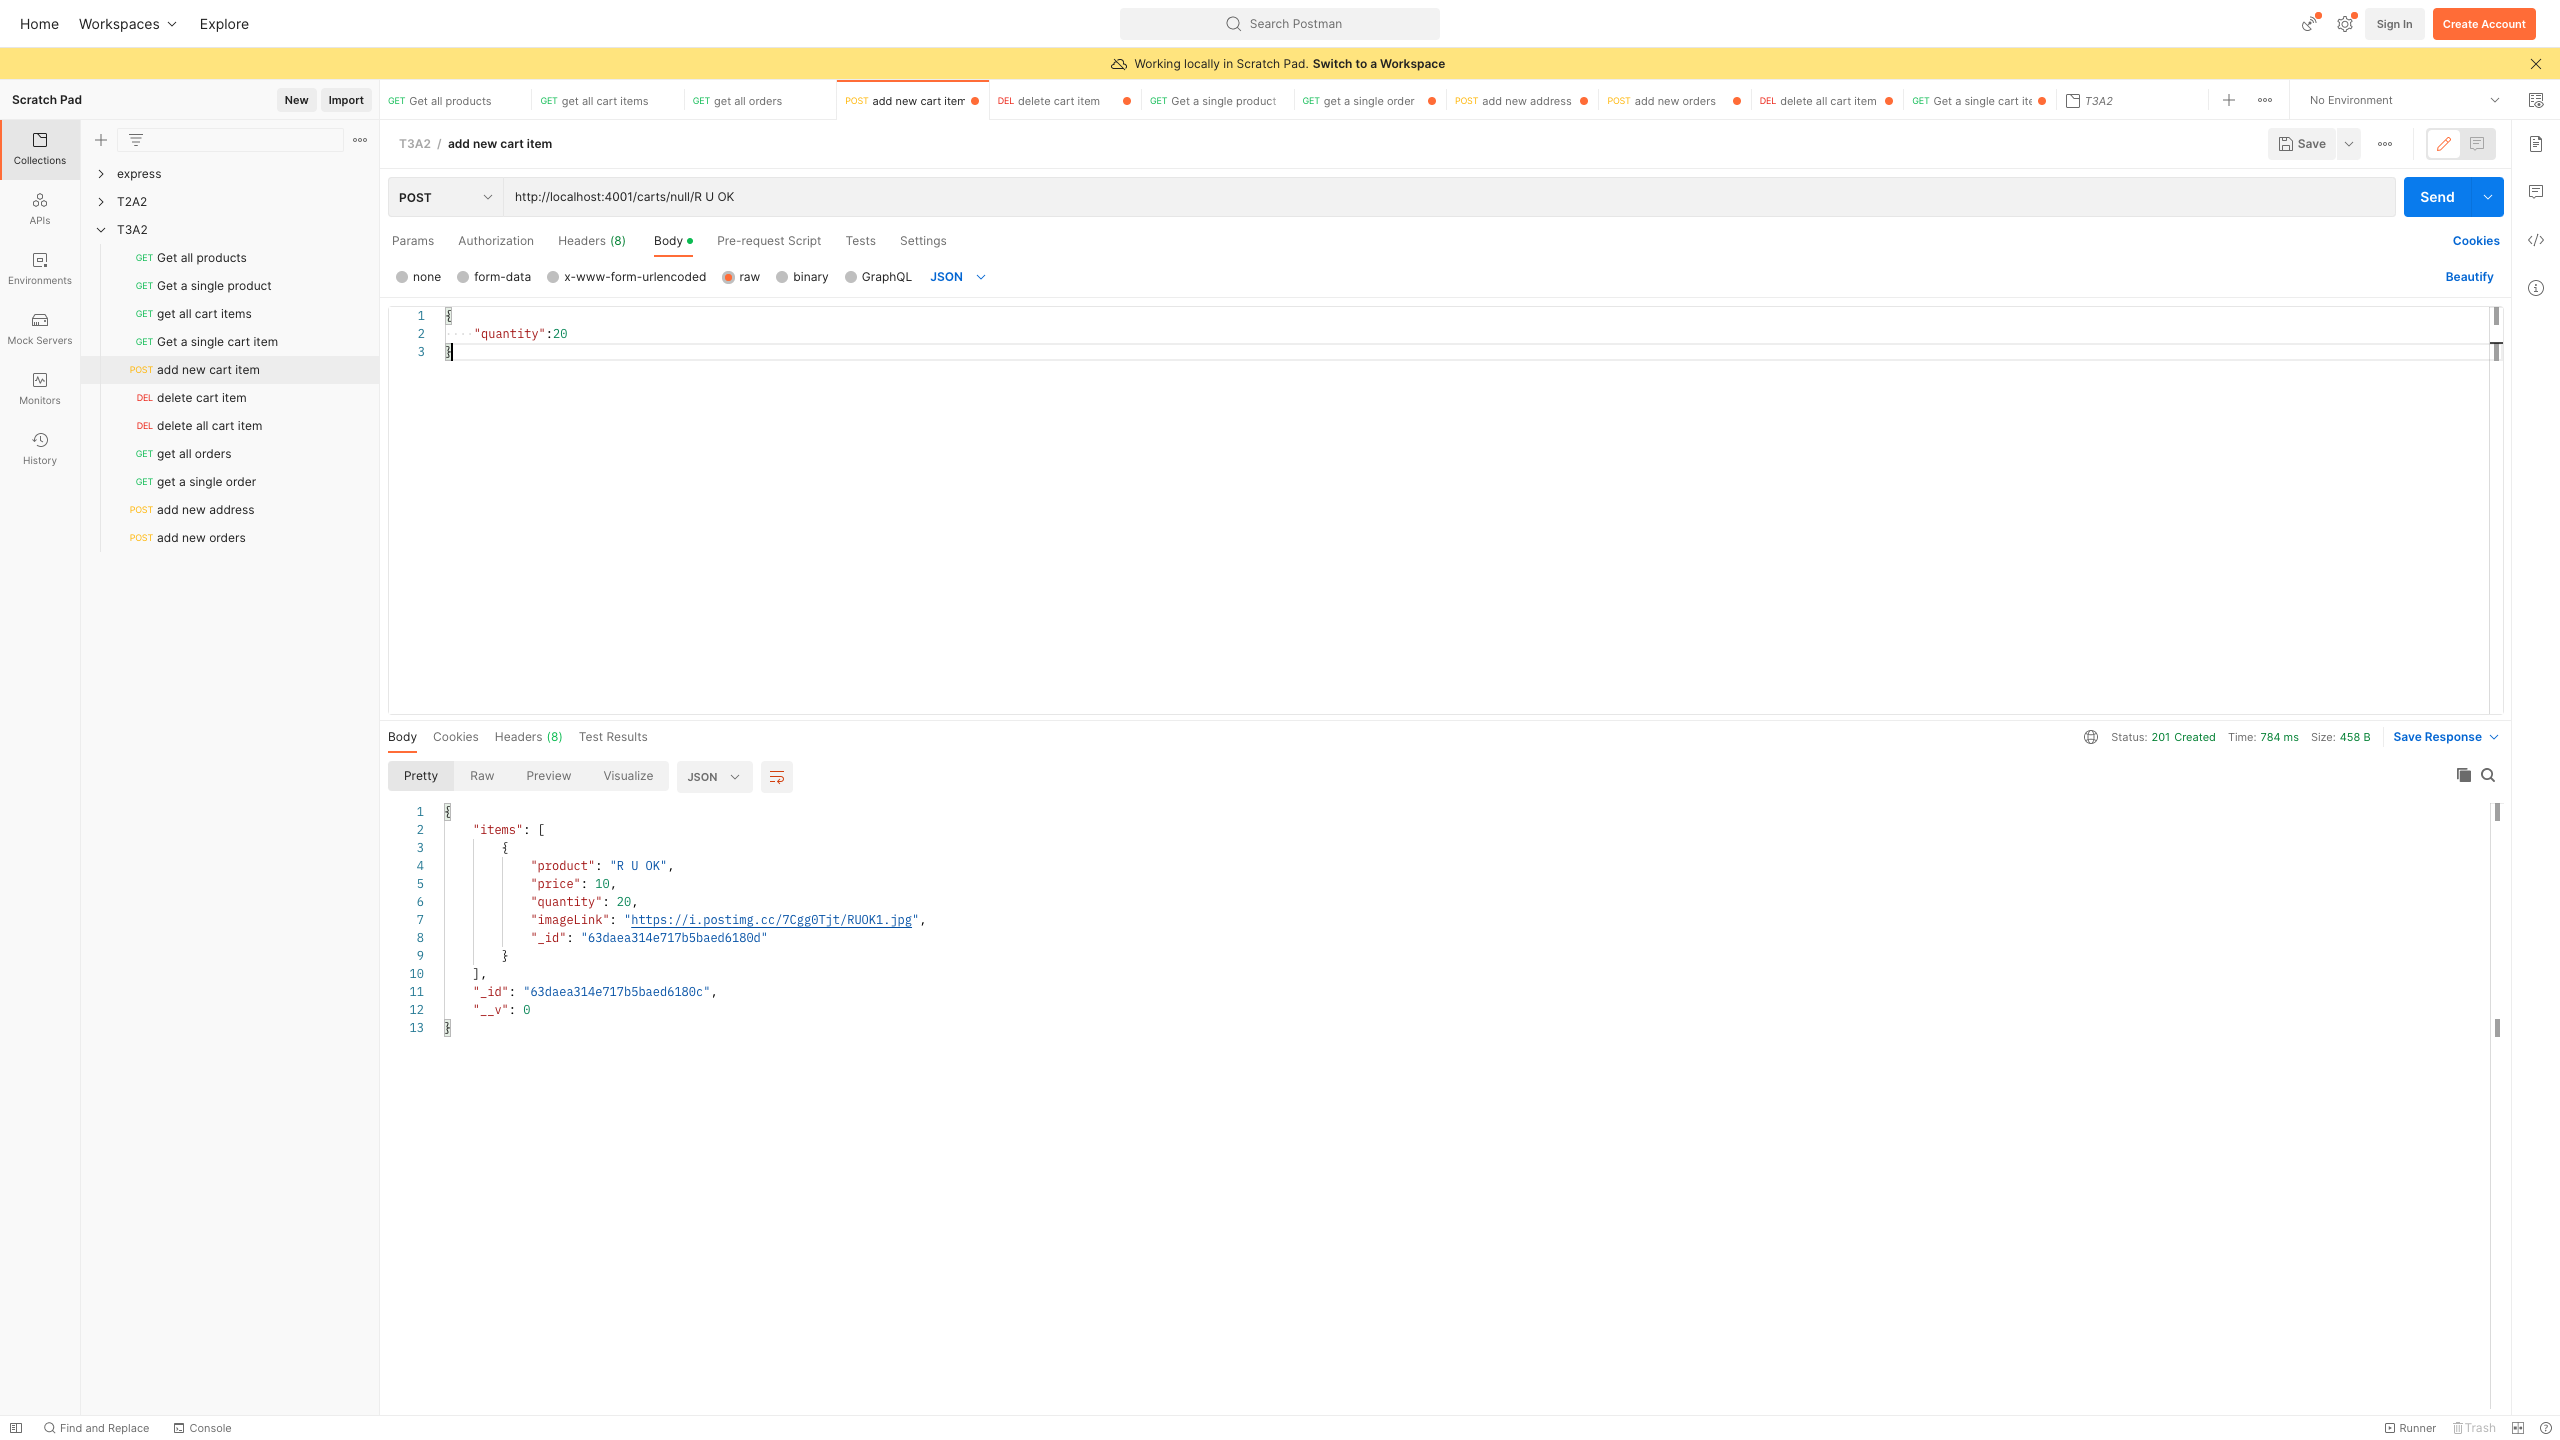 Home Workspaces Explore Search Postman Sign In Create Account
Working locally in Scratch Pad. Switch to a Workspace
Scratch Pad New Import GET Get all products GET get all cart items GET get all orders POST add new cart item DEL delete cart item GET Get a single product GET get a single order POST add new address POST add new orders DEL delete all cart item GET Get a single cart ite T3A2 No Environment
Collections
APIs
Environments
Mock Servers
Monitors
History
express
T2A2
T3A2
GET Get all products
GET Get a single product
GET get all cart items
GET Get a single cart item
POST add new cart item
DEL delete cart item
DEL delete all cart item
GET get all orders
GET get a single order
POST add new address
POST add new orders
T3A2 / add new cart item Save
POST http://localhost:4001/carts/null/R U OK Send
Params Authorization Headers (8) Body Pre-request Script Tests Settings Cookies
none form-data x-www-form-urlencoded raw binary GraphQL JSON Beautify
1 {
2 "quantity":20
3 }
Body Cookies Headers (8) Test Results Status: 201 Created Time: 784 ms Size: 458 B Save Response
Pretty Raw Preview Visualize JSON
1 {
2 "items": [
3 {
4 "product": "R U OK",
5 "price": 10,
6 "quantity": 20,
7 "imageLink": "https://i.postimg.cc/7Cgg0Tjt/RUOK1.jpg",
8 "_id": "63daea314e717b5baed6180d"
9 }
10 ],
11 "_id": "63daea314e717b5baed6180c",
12 "__v": 0
13 }
Find and Replace Console Runner Trash